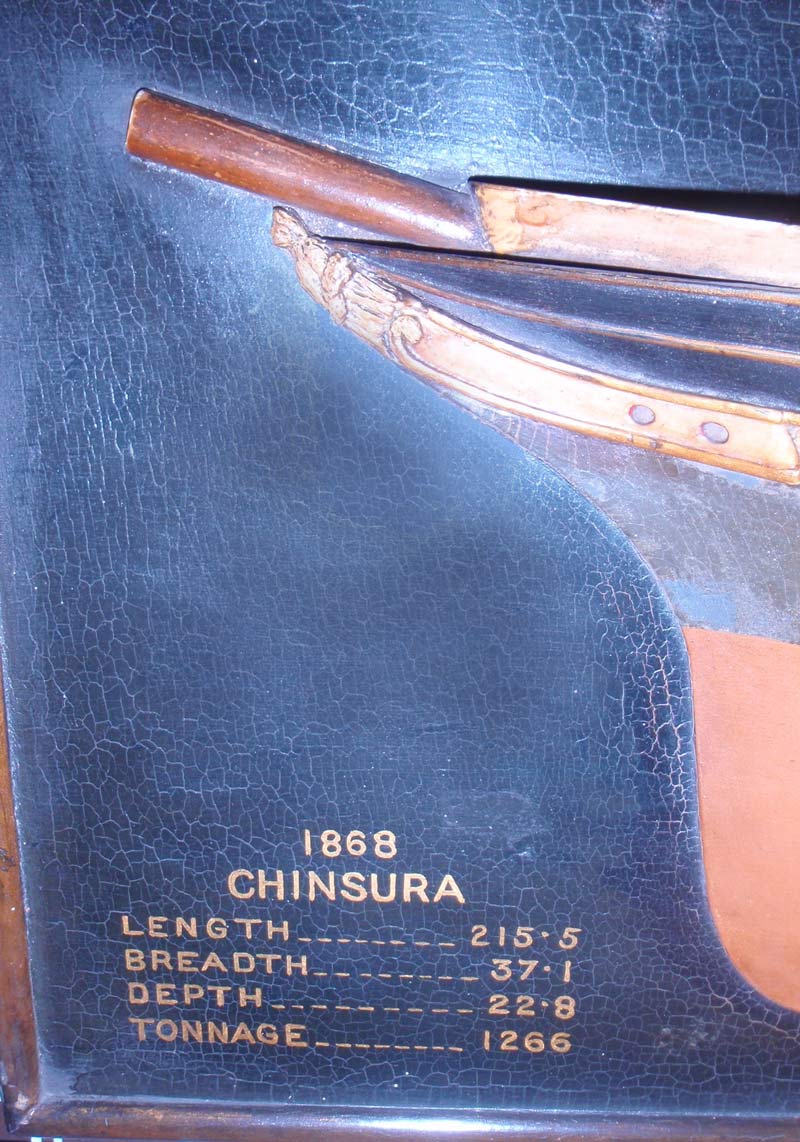 1868
CHINSURA
LENGTH________215·5
BREADTH________37·1
DEPTH__________22·8
TONNAGE________1266